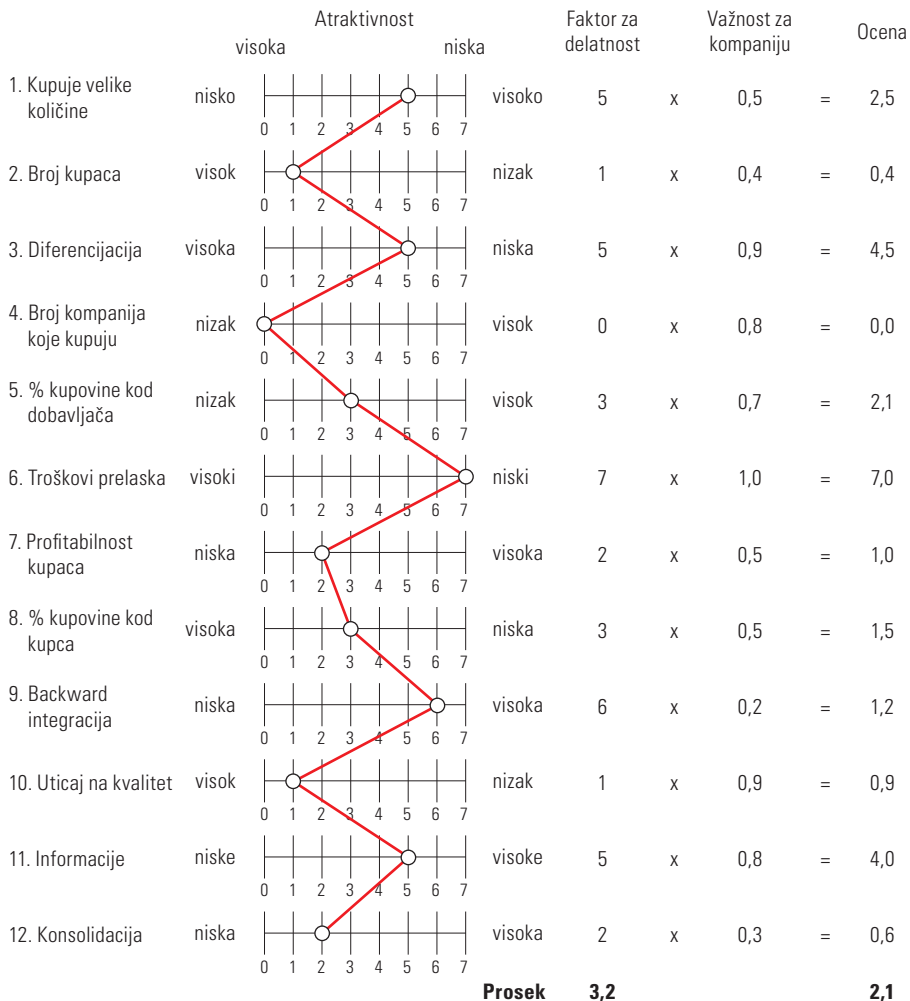 Atraktivnost
visoka niska
Faktor za
delatnost
Važnost za
kompaniju
Ocena
1. Kupuje velike
količine
nisko visoko 5 x 0,5 = 2,5
0 1 2 3 4 5 6 7
2. Broj kupaca visok nizak 1 x 0,4 = 0,4
0 1 2 3 4 5 6 7
3. Diferencijacija visoka niska 5 x 0,9 = 4,5
0 1 2 3 4 5 6 7
4. Broj kompanija
koje kupuju
nizak visok 0 x 0,8 = 0,0
0 1 2 3 4 5 6 7
5. % kupovine kod
dobavljača
nizak visok 3 x 0,7 = 2,1
0 1 2 3 4 5 6 7
6. Troškovi prelaska visoki niski 7 x 1,0 = 7,0
0 1 2 3 4 5 6 7
7. Profitabilnost
kupaca
niska visoka 2 x 0,5 = 1,0
0 1 2 3 4 5 6 7
8. % kupovine kod
kupca
visoka niska 3 x 0,5 = 1,5
0 1 2 3 4 5 6 7
9. Backward
integracija
niska visoka 6 x 0,2 = 1,2
0 1 2 3 4 5 6 7
10. Uticaj na kvalitet visok nizak 1 x 0,9 = 0,9
0 1 2 3 4 5 6 7
11. Informacije niske visoke 5 x 0,8 = 4,0
0 1 2 3 4 5 6 7
12. Konsolidacija niska visoka 2 x 0,3 = 0,6
0 1 2 3 4 5 6 7
Prosek 3,2 2,1